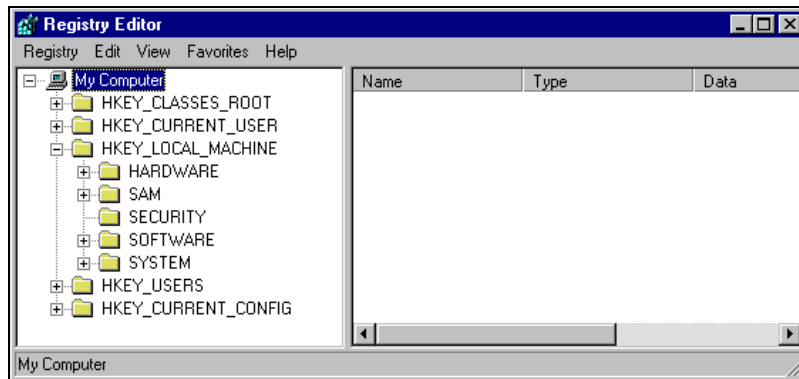 Registry Editor
Registry Edit View Favorites Help
My Computer
HKEY_CLASSES_ROOT
HKEY_CURRENT_USER
HKEY_LOCAL_MACHINE
HARDWARE
SAM
SECURITY
SOFTWARE
SYSTEM
HKEY_USERS
HKEY_CURRENT_CONFIG
Name Type Data
My Computer